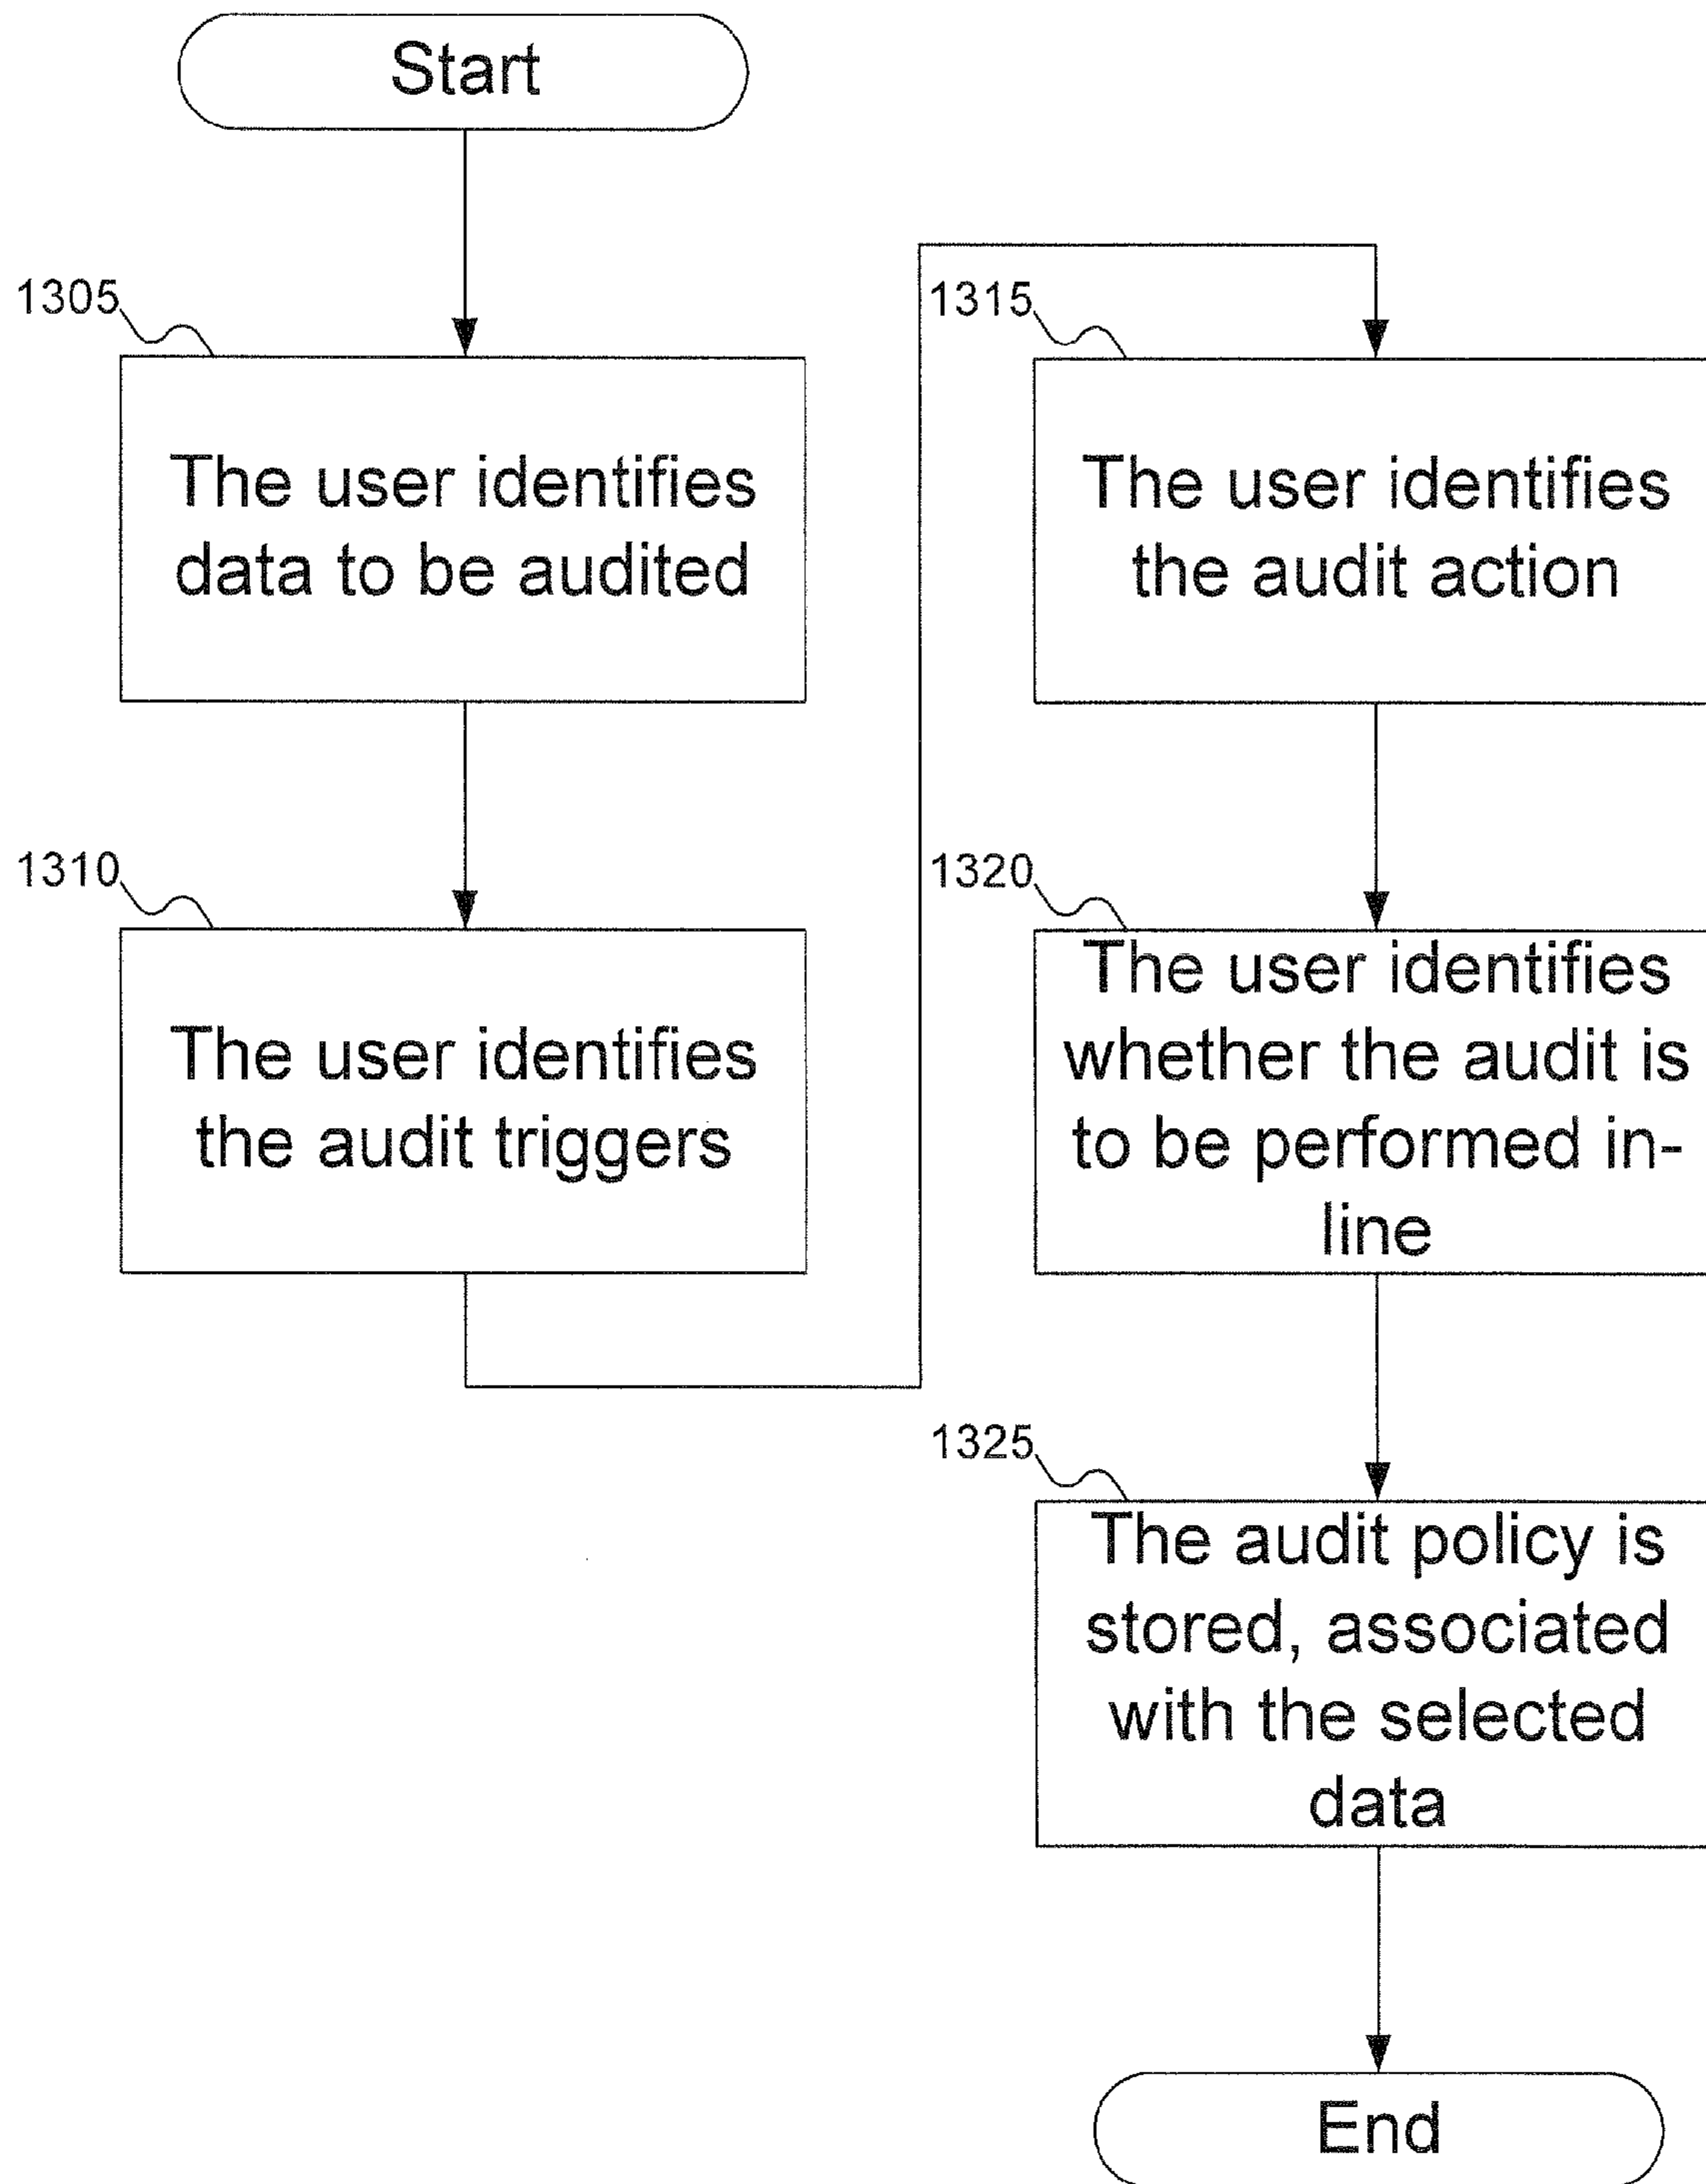 Start
1305
The user identifies
data to be audited
1310
The user identifies
the audit triggers
1315
The user identifies
the audit action
1320
The user identifies
whether the audit is
to be performed in-
line
1325
The audit policy is
stored, associated
with the selected
data
End